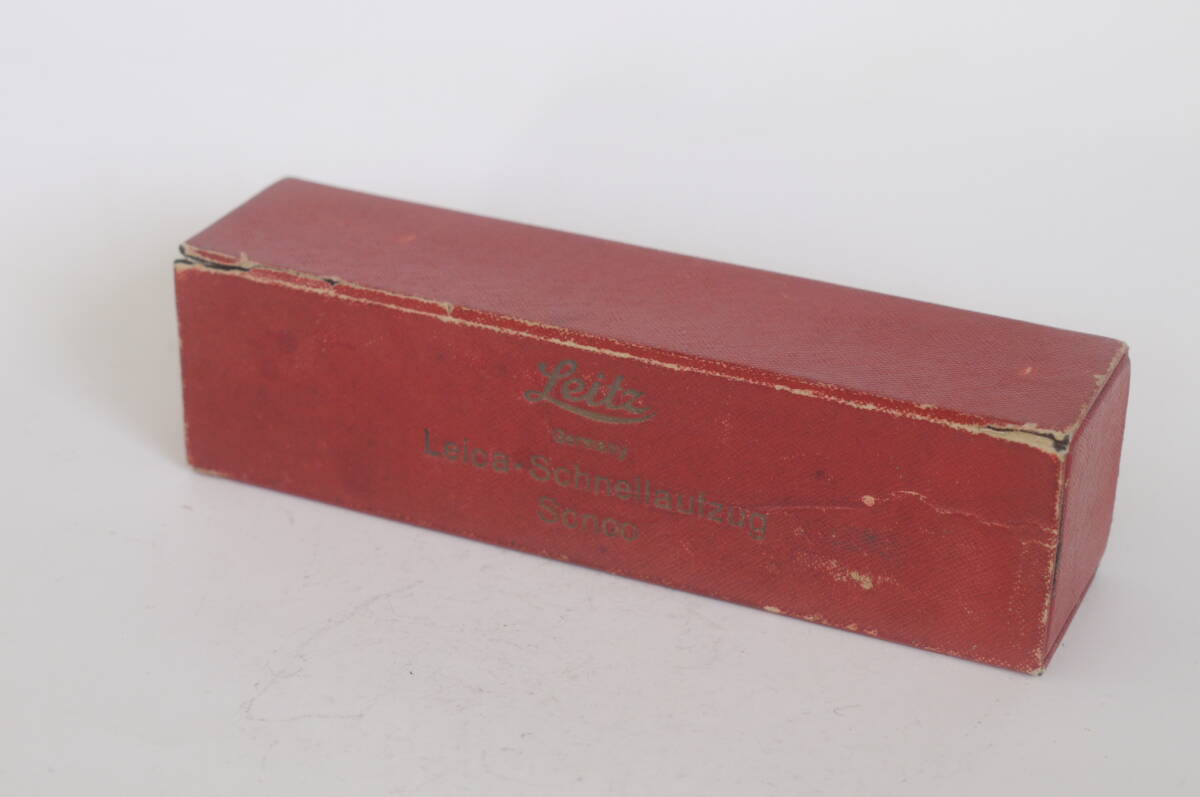 Leitz
Germany
Leica-Schnellaufzug
Scnoo